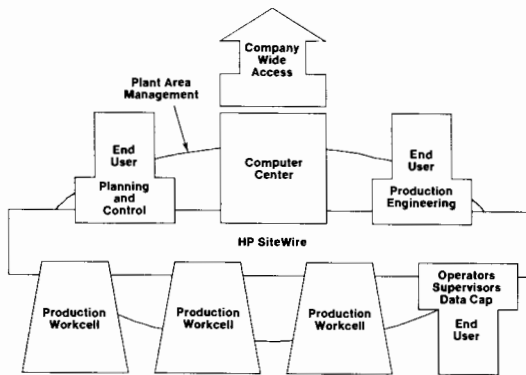 Company
Wide
Access
Plant Area
Management
End
User
Planning
and
Control
Computer
Center
End
User
Production
Engineering
HP SiteWire
Production
Workcell
Production
Workcell
Production
Workcell
Operators
Supervisors
Data Cap
End
User